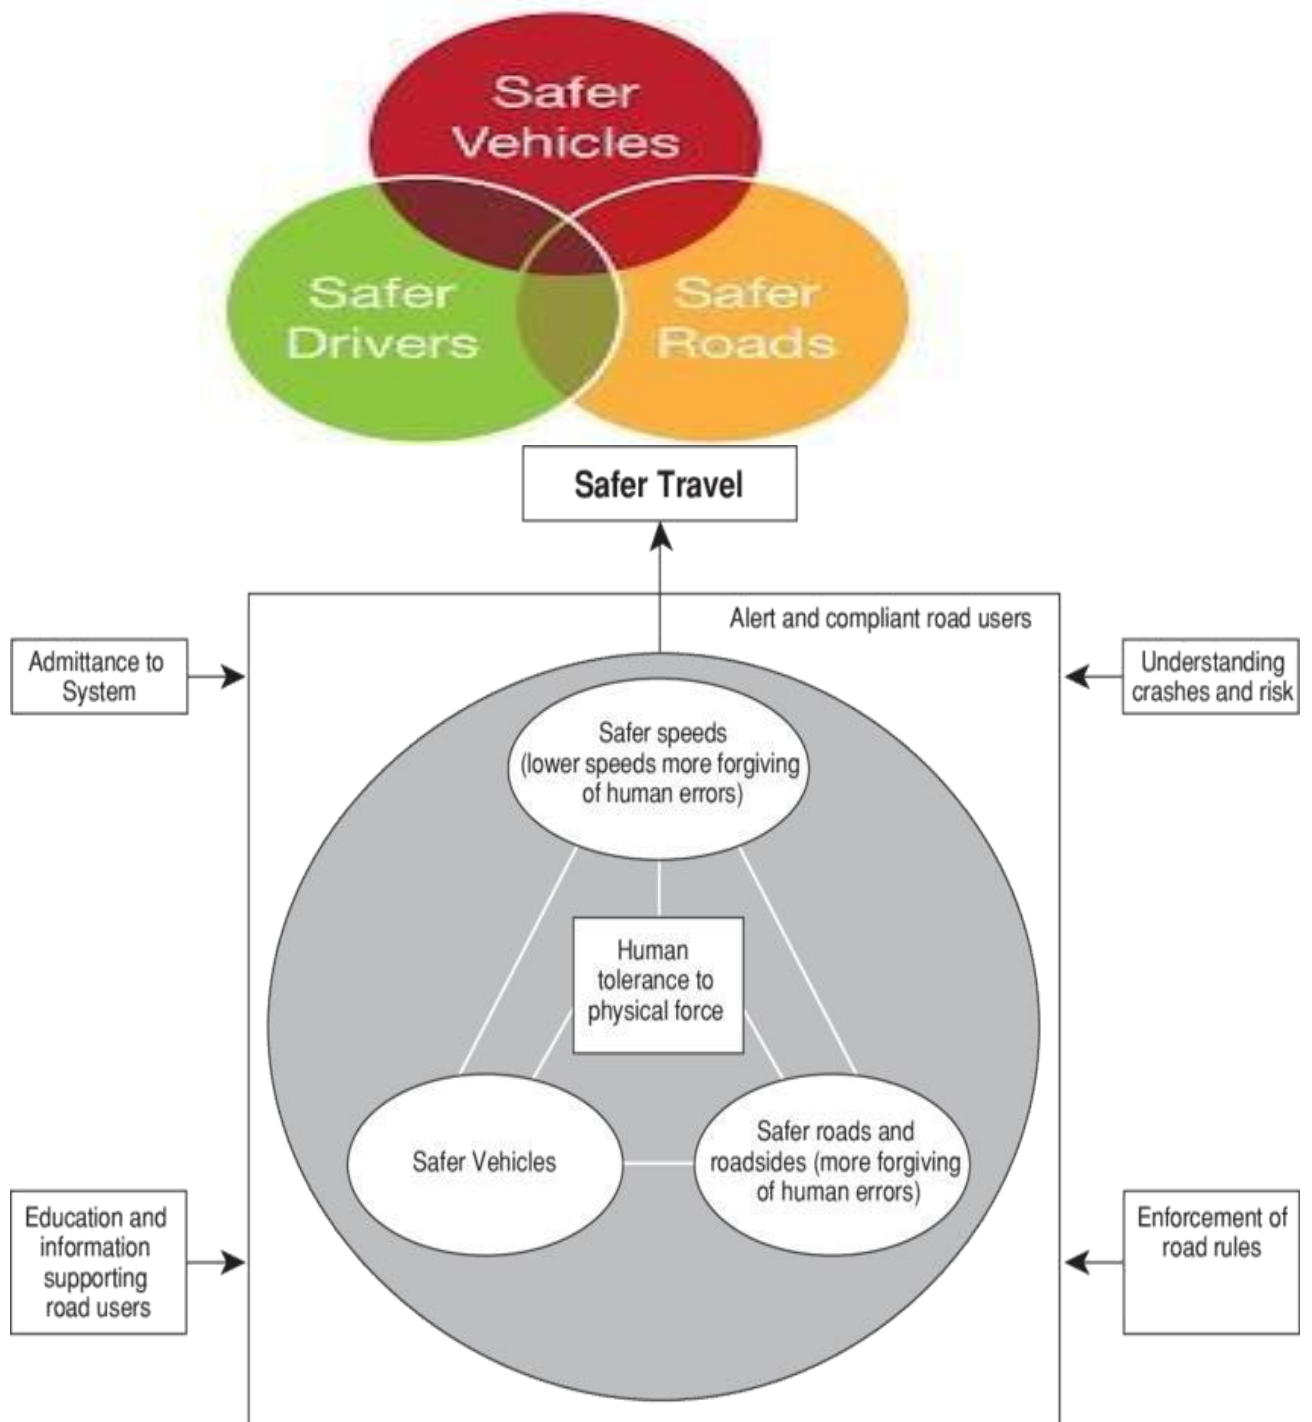 Safer
Vehicles
Safer
Drivers
Safer
Roads
Safer Travel
Alert and compliant road users
Admittance to
System
Understanding
crashes and risk
Safer speeds
(lower speeds more forgiving
of human errors)
Human
tolerance to
physical force
Safer Vehicles
Safer roads and
roadsides (more forgiving
of human errors)
Education and
information
supporting
road users
Enforcement of
road rules